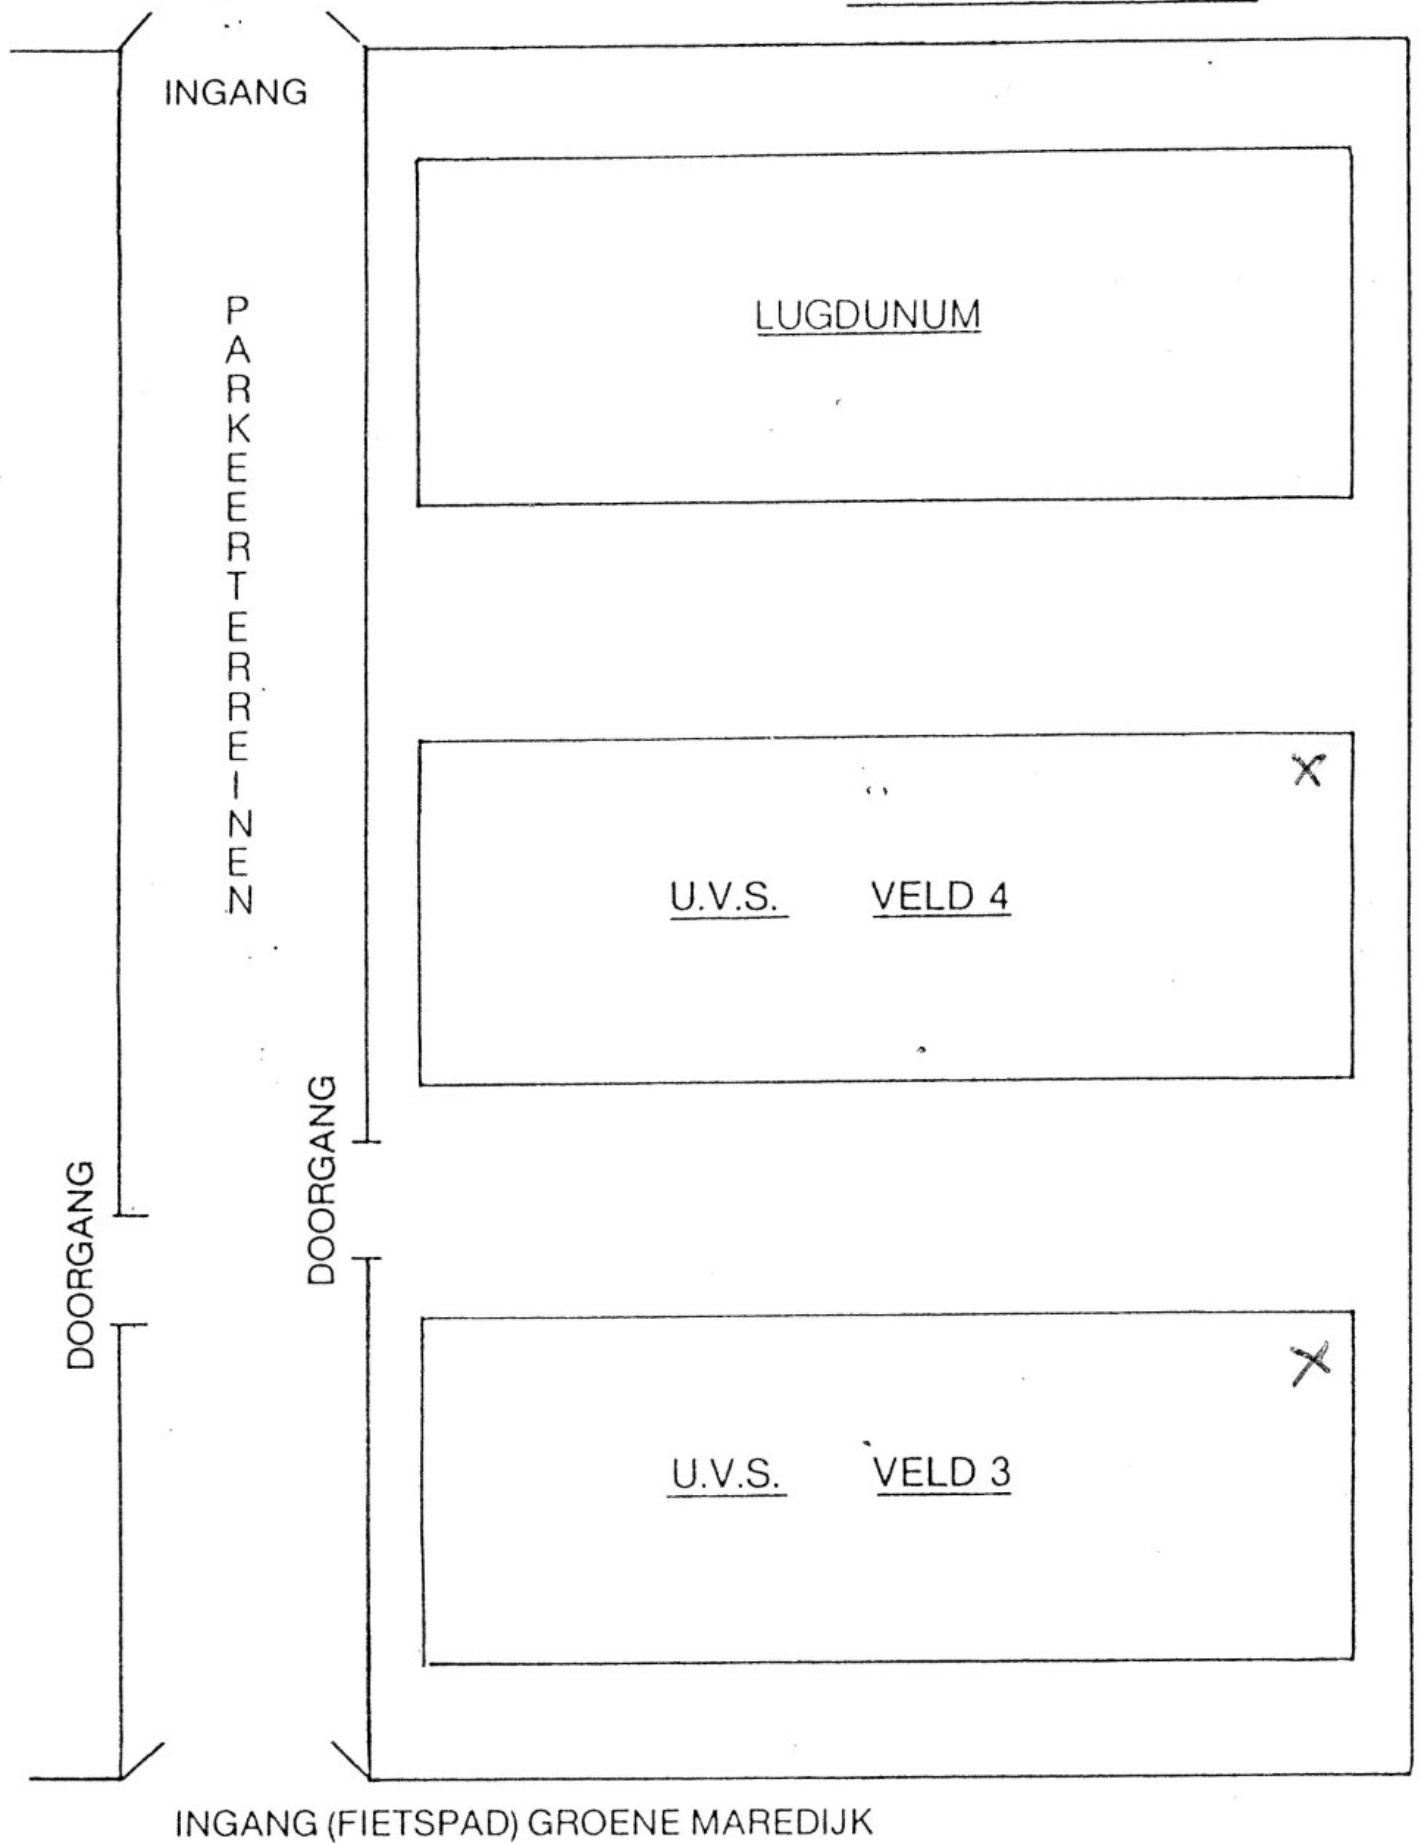 INGANG
PARKEERTERREINEN
LUGDUNUM
U.V.S. VELD 4
DOORGANG
DOORGANG
U.V.S. VELD 3
INGANG (FIETSPAD) GROENE MAREDIJK